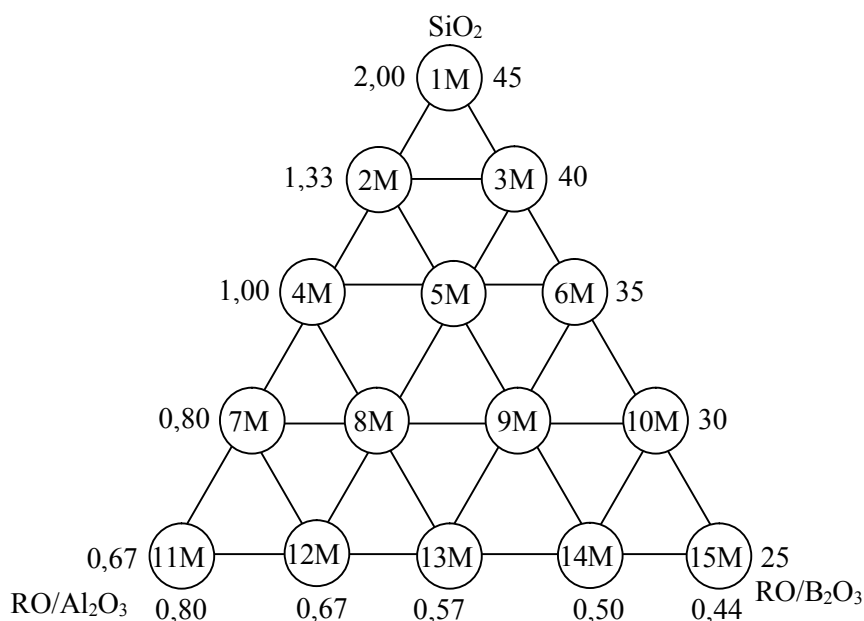 SiO₂
2,00 1M 45
1,33 2M 3M 40
1,00 4M 5M 6M 35
0,80 7M 8M 9M 10M 30
0,67 11M 12M 13M 14M 15M 25
RO/Al₂O₃ 0,80 0,67 0,57 0,50 0,44 RO/B₂O₃